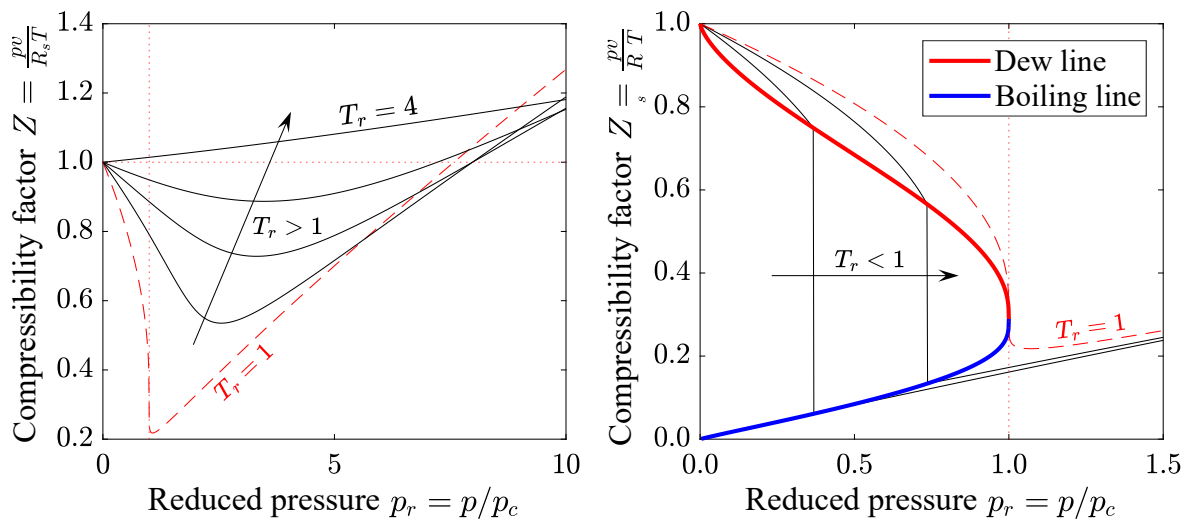 Compressibility factor Z = pv/R_sT
1.4
1.2
1.0
0.8
0.6
0.4
0.2
T_r = 4
T_r > 1
T_r = 1
0
5
10
Reduced pressure p_r = p/p_c
Compressibility factor Z = pv/R T
s
1.0
0.8
0.6
0.4
0.2
0.0
Dew line
Boiling line
T_r < 1
T_r = 1
0.0
0.5
1.0
1.5
Reduced pressure p_r = p/p_c